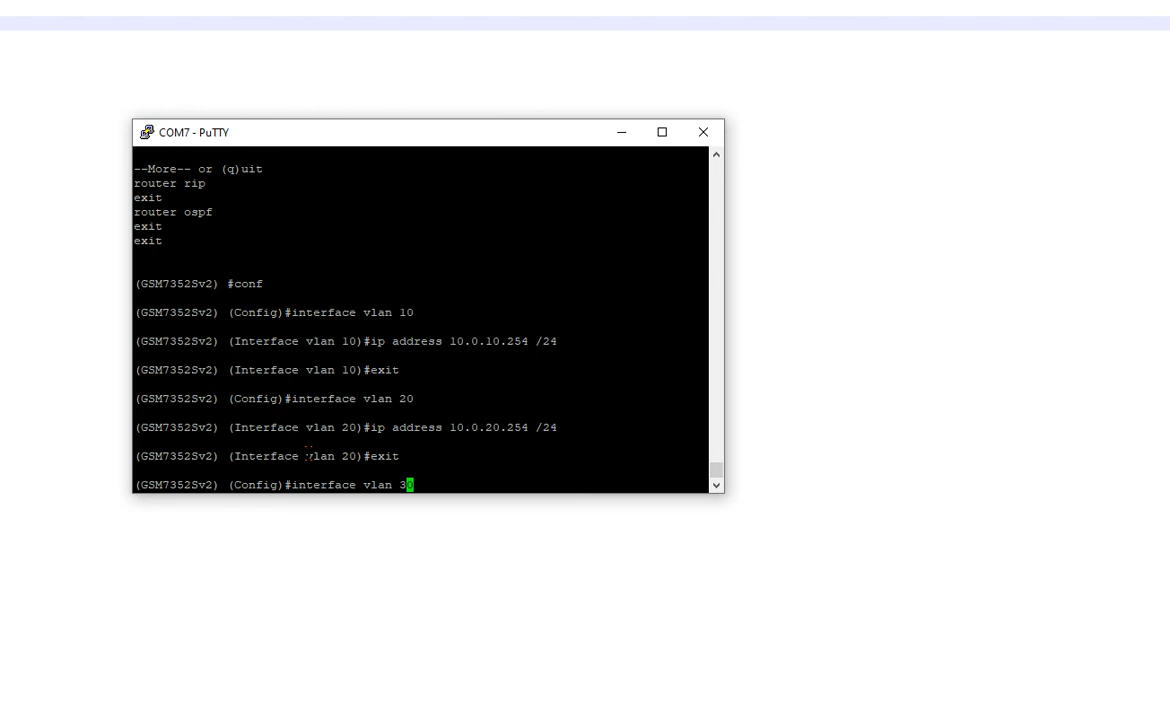 COM7 - PuTTY
--More-- or (q)uit
router rip
exit
router ospf
exit
exit
(GSM7352Sv2) #conf
(GSM7352Sv2) (Config)#interface vlan 10
(GSM7352Sv2) (Interface vlan 10)#ip address 10.0.10.254 /24
(GSM7352Sv2) (Interface vlan 10)#exit
(GSM7352Sv2) (Config)#interface vlan 20
(GSM7352Sv2) (Interface vlan 20)#ip address 10.0.20.254 /24
(GSM7352Sv2) (Interface vlan 20)#exit
(GSM7352Sv2) (Config)#interface vlan 30